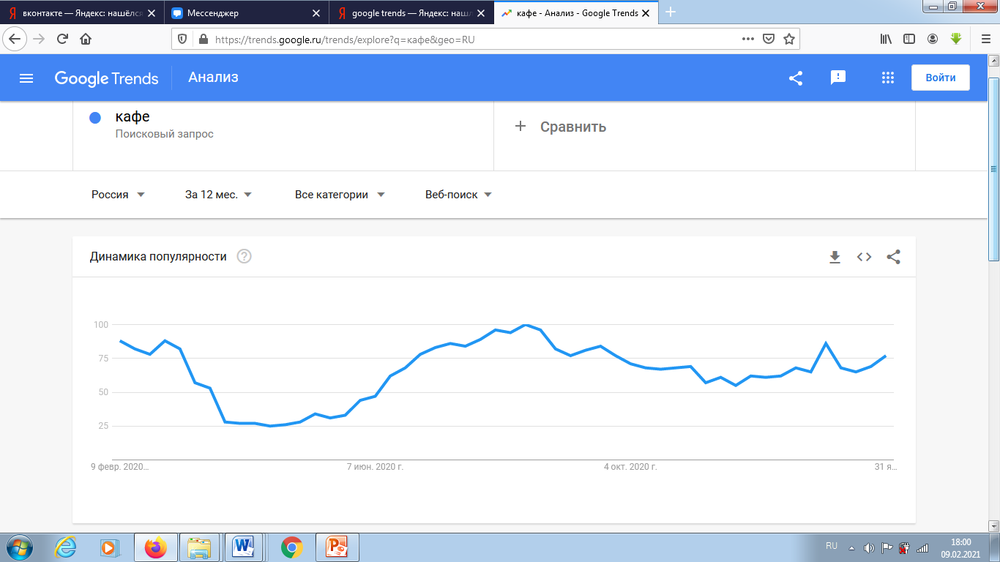 вконтакте — Яндекс: нашёлся
Мессенджер
google trends — Яндекс: нашл
кафе - Анализ - Google Trends
https://trends.google.ru/trends/explore?q=кафе&geo=RU
Google Trends
Анализ
Войти
кафе
Поисковый запрос
+ Сравнить
Россия
За 12 мес.
Все категории
Веб-поиск
Динамика популярности
?
100
75
50
25
9 февр. 2020…
7 июн. 2020 г.
4 окт. 2020 г.
31 я…
RU
18:00
09.02.2021